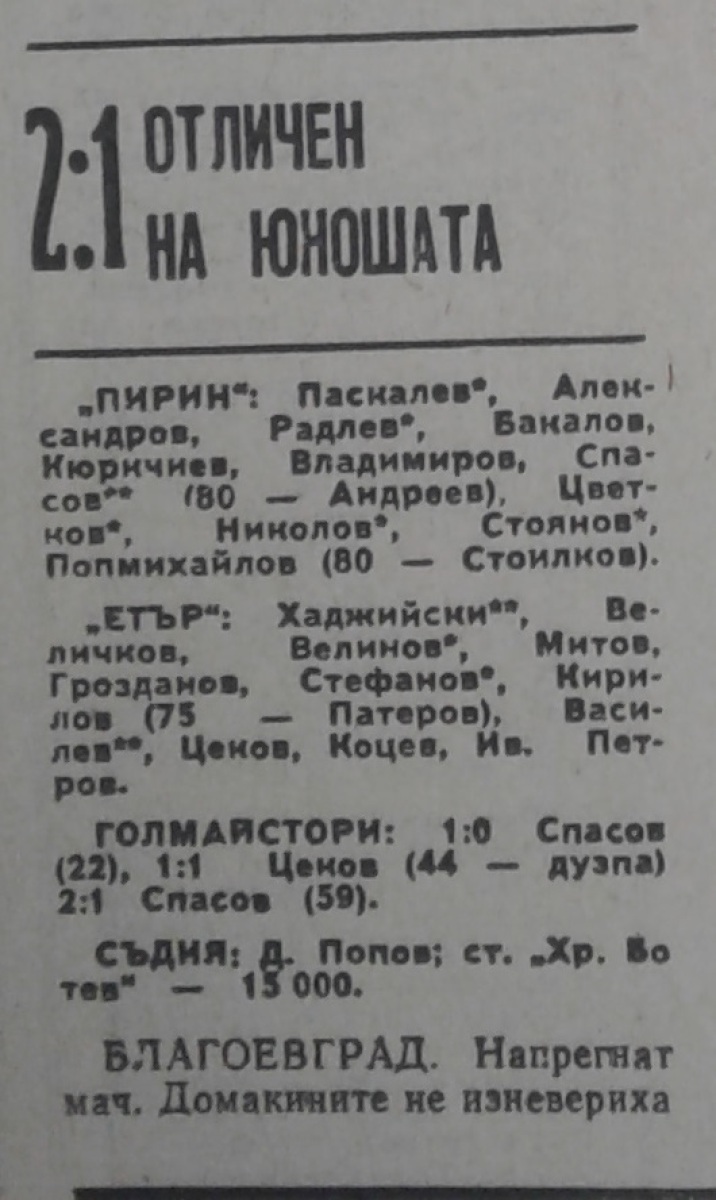 2:1 ОТЛИЧЕН
НА ЮНОШАТА
„ПИРИН“: Паскалев*, Алек-
сандров, Радлев*, Бакалов,
Кюричиев, Владимиров, Спа-
сов** (80 — Андреев), Цвет-
ков*, Николов*, Стоянов*,
Попмихайлов (80 — Стоилков).
„ЕТЪР“: Хаджийски**, Ве-
личков, Велинов*, Митов,
Грозданов, Стефанов*, Кири-
лов (75 — Патеров), Васи-
лев**, Ценов, Коцев, Ив. Пет-
ров.
ГОЛМАЙСТОРИ: 1:0 Спасов
(22), 1:1 Ценов (44 — дузпа)
2:1 Спасов (59).
СЪДИЯ: Д. Попов; ст. „Хр. Бо
тев“ — 15 000.
БЛАГОЕВГРАД. Напрегнат
мач. Домакините не изневериха